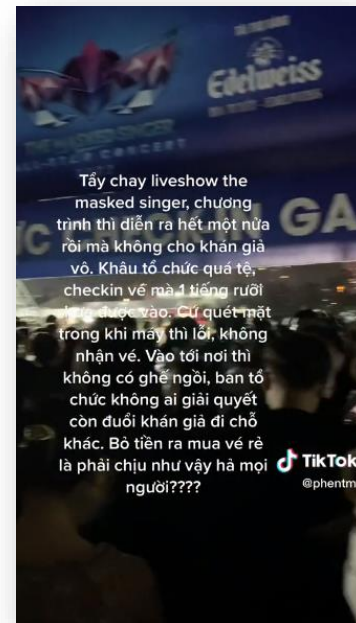 Edelweiss
THE MASKED SINGER
CONCERT
GA
Tẩy chay liveshow the
masked singer, chương
trình thì diễn ra hết một nửa
rồi mà không cho khán giả
vô. Khâu tổ chức quá tệ,
checkin vé mà 1 tiếng rưỡi
được vào. Cứ quét mặt
trong khi máy thì lỗi, không
nhận vé. Vào tới nơi thì
không có ghế ngồi, ban tổ
chức không ai giải quyết
còn đuổi khán giả đi chỗ
khác. Bỏ tiền ra mua vé rẻ
là phải chịu như vậy hả mọi
người????
TikTok
@phentm